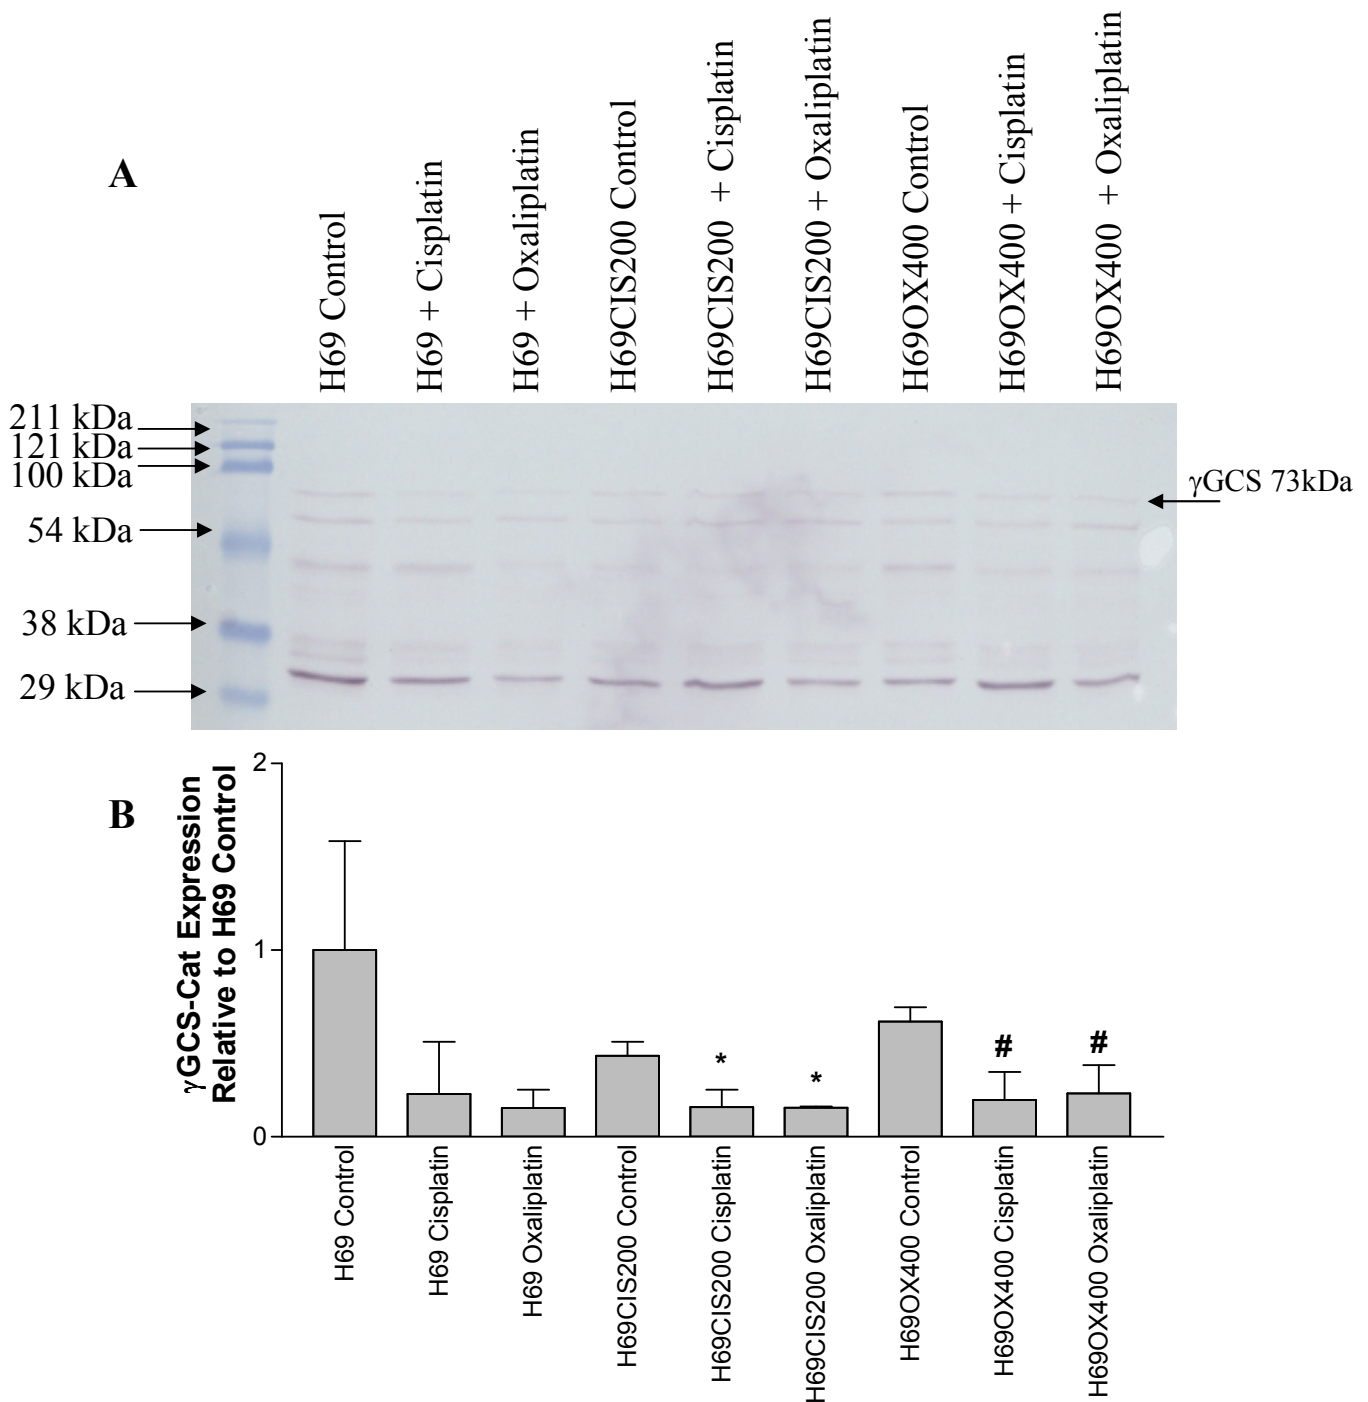 A
H69 Control
H69 + Cisplatin
H69 + Oxaliplatin
H69CIS200 Control
H69CIS200 + Cisplatin
H69CIS200 + Oxaliplatin
H69OX400 Control
H69OX400 + Cisplatin
H69OX400 + Oxaliplatin
211 kDa
121 kDa
100 kDa
54 kDa
38 kDa
29 kDa
γGCS 73kDa
B
γGCS-Cat Expression
Relative to H69 Control
2
1
0
*
*
#
#
H69 Control
H69 Cisplatin
H69 Oxaliplatin
H69CIS200 Control
H69CIS200 Cisplatin
H69CIS200 Oxaliplatin
H69OX400 Control
H69OX400 Cisplatin
H69OX400 Oxaliplatin